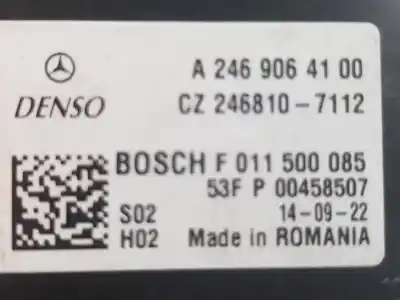 A 246 906 41 00
DENSO CZ 246810-7112
BOSCH F 011 500 085
53F P 00458507
S02 14-09-22
H02 Made in ROMANIA